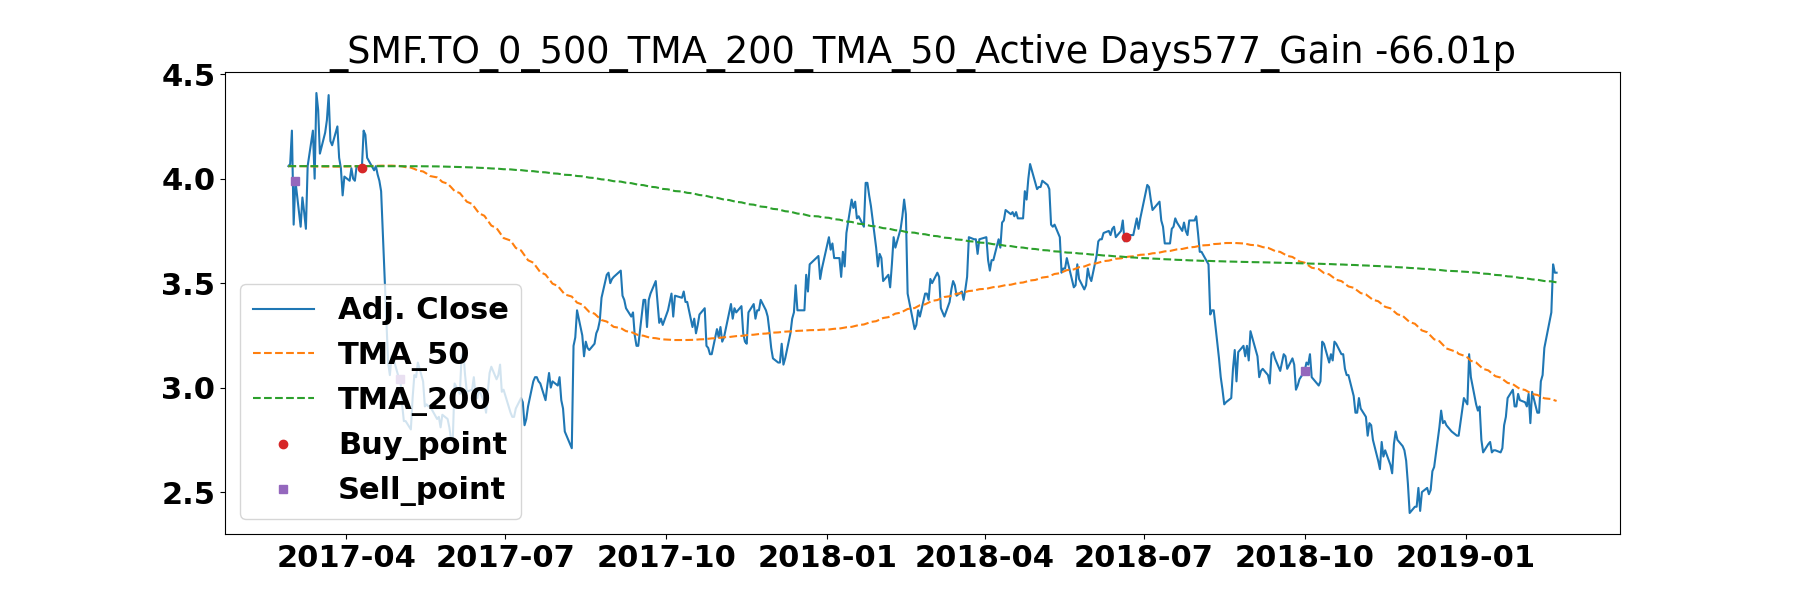 _SMF.TO_0_500_TMA_200_TMA_50_Active Days577_Gain -66.01p
4.5
4.0
3.5
3.0
2.5
Adj. Close
TMA_50
TMA_200
Buy_point
Sell_point
2017-04 2017-07 2017-10 2018-01 2018-04 2018-07 2018-10 2019-01